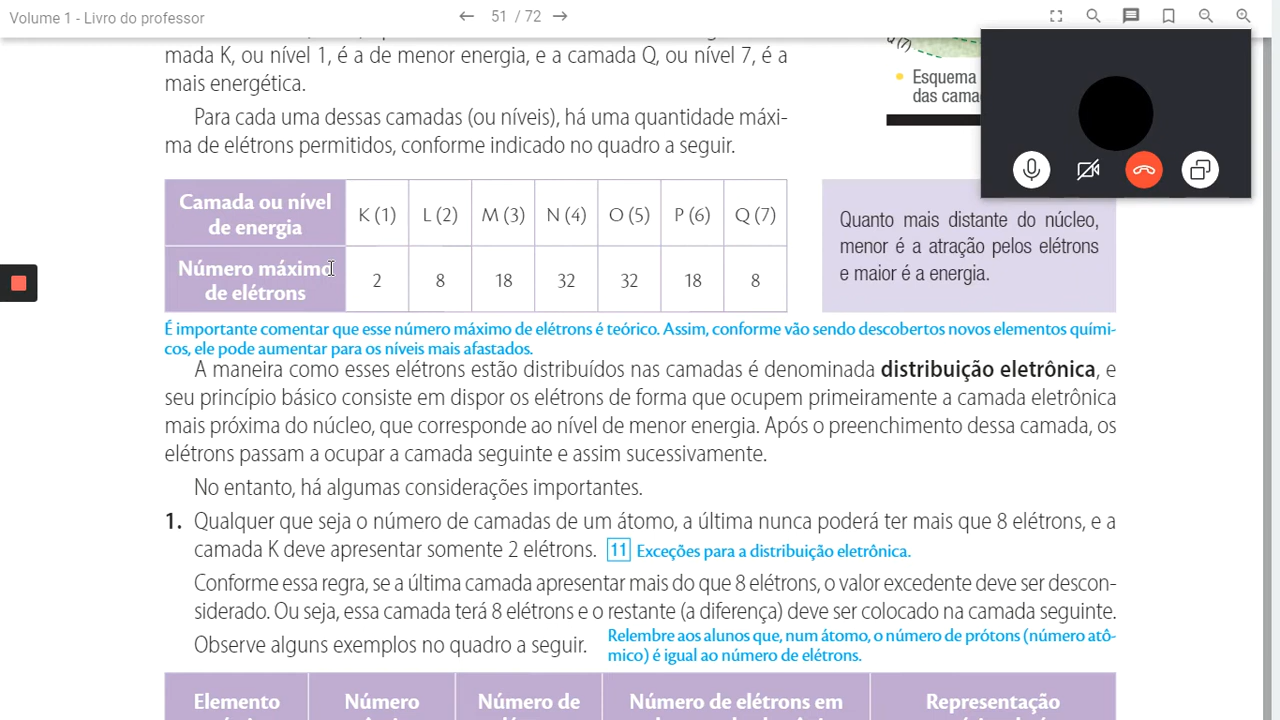 Volume 1 - Livro do professor
51 / 72
mada K, ou nível 1, é a de menor energia, e a camada Q, ou nível 7, é a
mais energética.
Q (7)
Esquema
das cama
Para cada uma dessas camadas (ou níveis), há uma quantidade máxi-
ma de elétrons permitidos, conforme indicado no quadro a seguir.
Camada ou nível
de energia
K (1) L (2) M (3) N (4) O (5) P (6) Q (7)
Número máximo
de elétrons
2 8 18 32 32 18 8
Quanto mais distante do núcleo,
menor é a atração pelos elétrons
e maior é a energia.
É importante comentar que esse número máximo de elétrons é teórico. Assim, conforme vão sendo descobertos novos elementos quími-
cos, ele pode aumentar para os níveis mais afastados.
A maneira como esses elétrons estão distribuídos nas camadas é denominada distribuição eletrônica, e
seu princípio básico consiste em dispor os elétrons de forma que ocupem primeiramente a camada eletrônica
mais próxima do núcleo, que corresponde ao nível de menor energia. Após o preenchimento dessa camada, os
elétrons passam a ocupar a camada seguinte e assim sucessivamente.
No entanto, há algumas considerações importantes.
1. Qualquer que seja o número de camadas de um átomo, a última nunca poderá ter mais que 8 elétrons, e a
camada K deve apresentar somente 2 elétrons. 11 Exceções para a distribuição eletrônica.
Conforme essa regra, se a última camada apresentar mais do que 8 elétrons, o valor excedente deve ser descon-
siderado. Ou seja, essa camada terá 8 elétrons e o restante (a diferença) deve ser colocado na camada seguinte.
Observe alguns exemplos no quadro a seguir.
Relembre aos alunos que, num átomo, o número de prótons (número atô-
mico) é igual ao número de elétrons.
Elemento Número Número de Número de elétrons em Representação